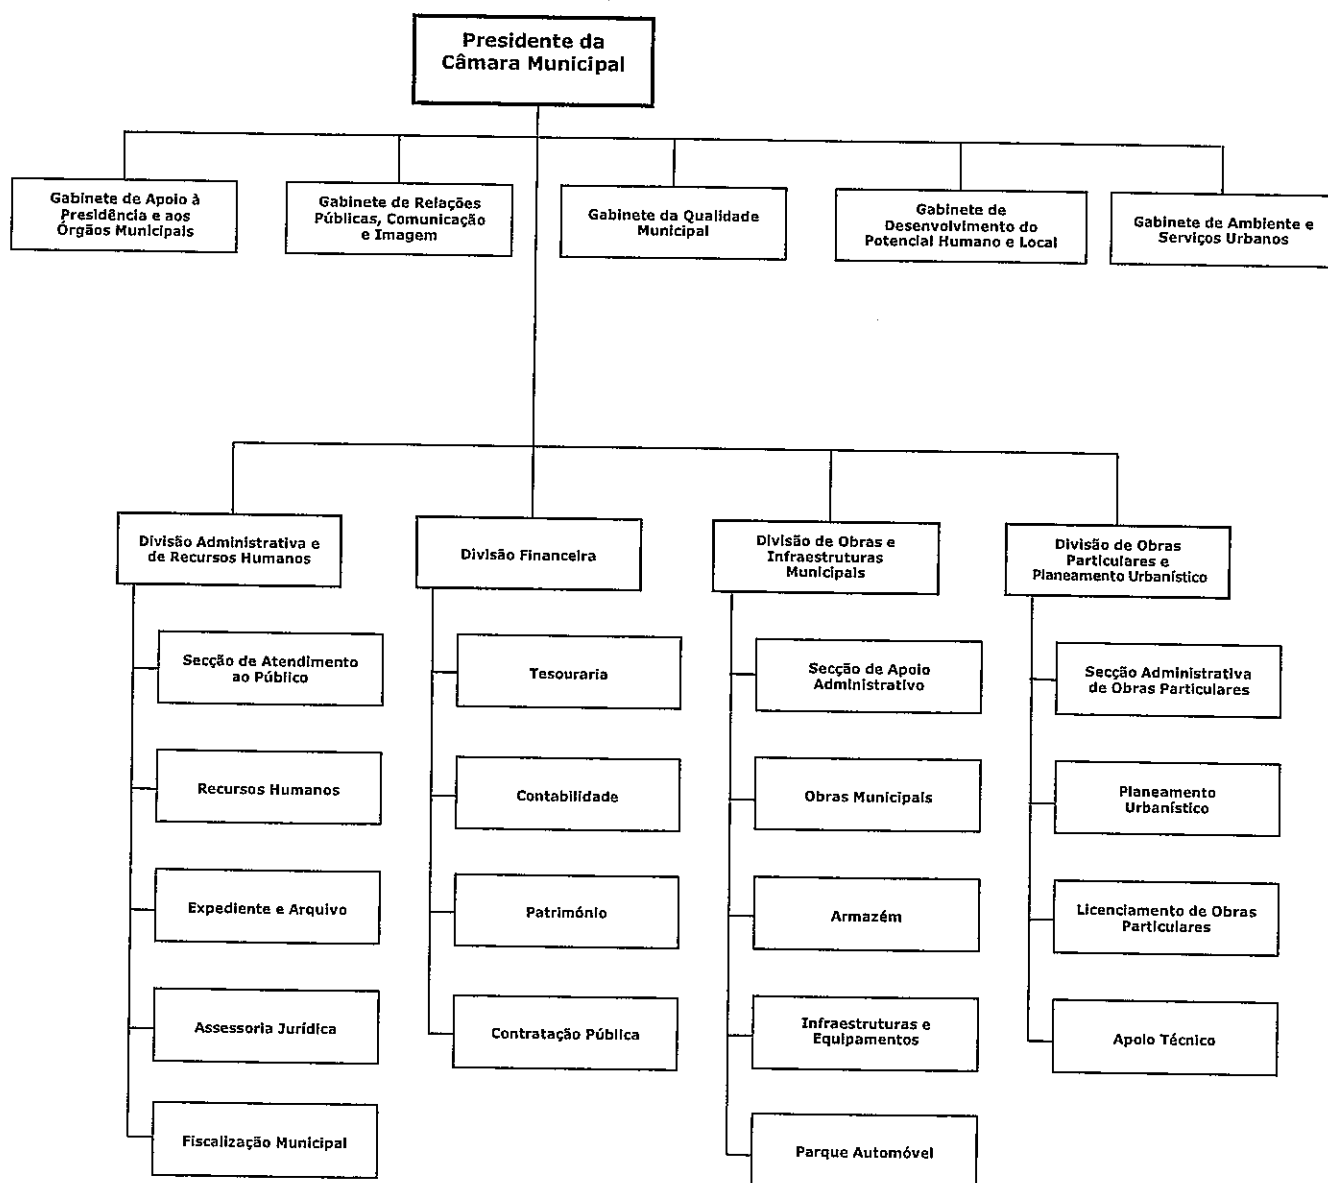 Presidente da
Câmara Municipal
Gabinete de Apoio à
Presidência e aos
Órgãos Municipais
Gabinete de Relações
Públicas, Comunicação
e Imagem
Gabinete da Qualidade
Municipal
Gabinete de
Desenvolvimento do
Potencial Humano e Local
Gabinete de Ambiente e
Serviços Urbanos
Divisão Administrativa e
de Recursos Humanos
Divisão Financeira
Divisão de Obras e
Infraestruturas
Municipais
Divisão de Obras
Particulares e
Planeamento Urbanístico
Secção de Atendimento
ao Público
Recursos Humanos
Expediente e Arquivo
Assessoria Jurídica
Fiscalização Municipal
Tesouraria
Contabilidade
Património
Contratação Pública
Secção de Apoio
Administrativo
Obras Municipais
Armazém
Infraestruturas e
Equipamentos
Parque Automóvel
Secção Administrativa
de Obras Particulares
Planeamento
Urbanístico
Licenciamento de Obras
Particulares
Apoio Técnico